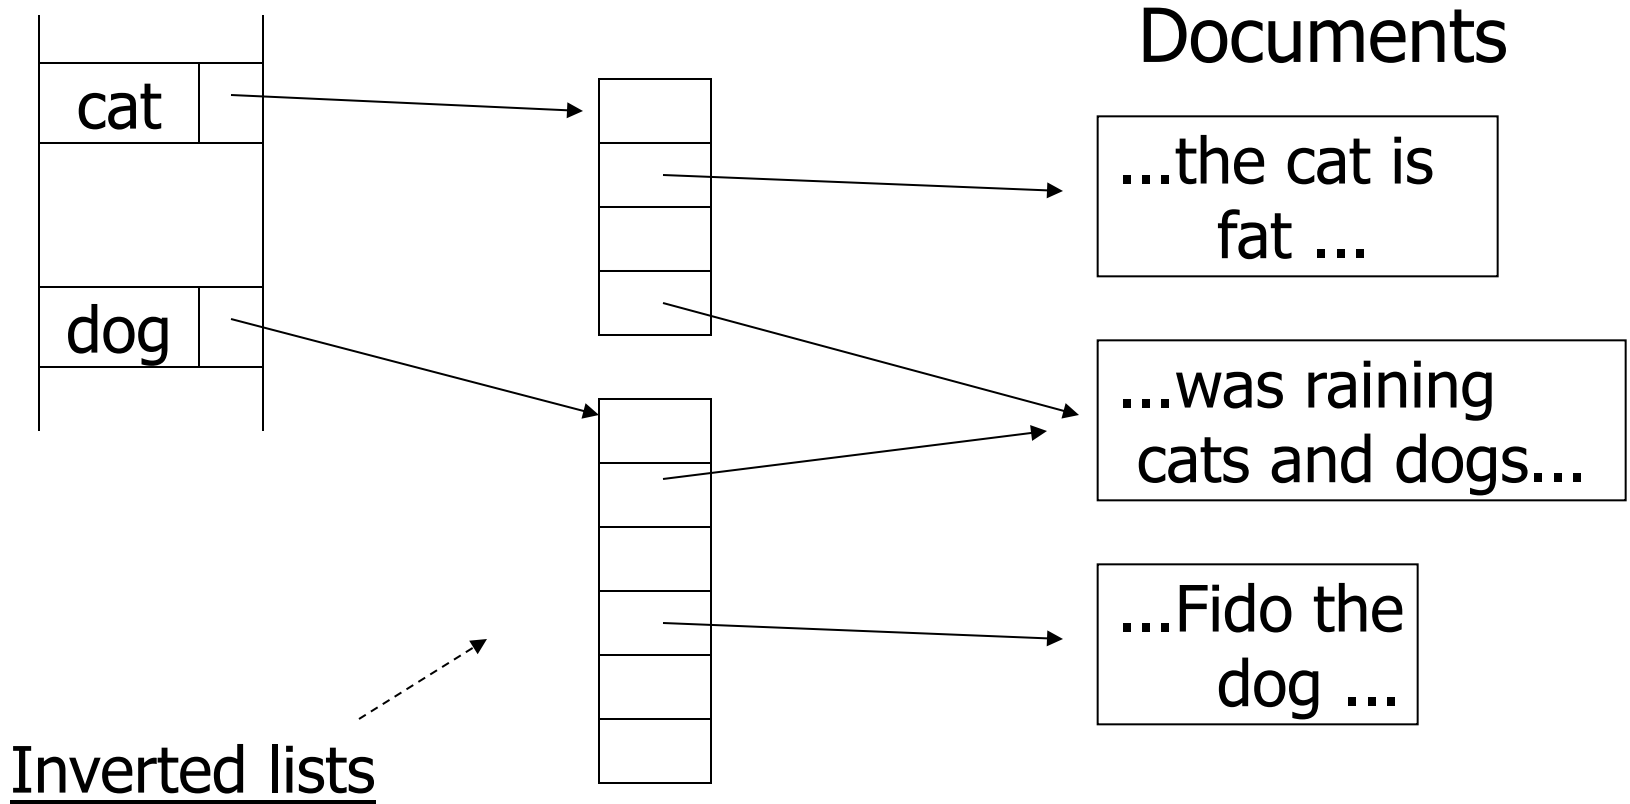 Documents
cat
...the cat is
fat ...
dog
...was raining
cats and dogs...
...Fido the
dog ...
Inverted lists